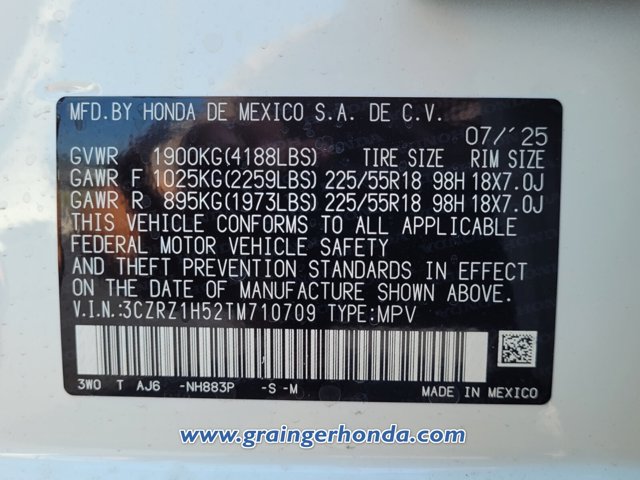 MFD.BY HONDA DE MEXICO S.A. DE C.V.
07/´25
GVWR 1900KG(4188LBS) TIRE SIZE RIM SIZE
GAWR F 1025KG(2259LBS) 225/55R18 98H 18X7.0J
GAWR R 895KG(1973LBS) 225/55R18 98H 18X7.0J
THIS VEHICLE CONFORMS TO ALL APPLICABLE
FEDERAL MOTOR VEHICLE SAFETY
AND THEFT PREVENTION STANDARDS IN EFFECT
ON THE DATE OF MANUFACTURE SHOWN ABOVE.
V.I.N.:3CZRZ1H52TM710709 TYPE:MPV
3W0 T AJ6 -NH883P -S-M MADE IN MEXICO
www.graingerhonda.com